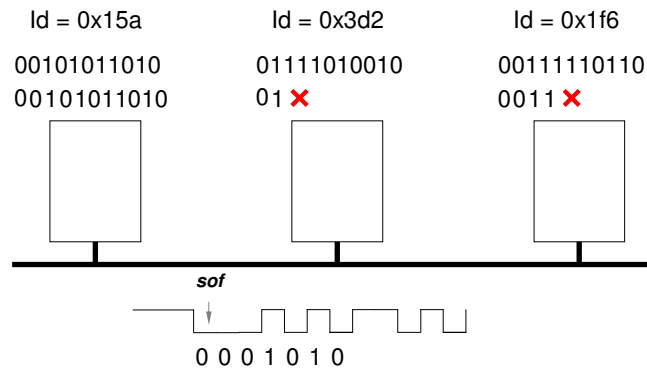 Id = 0x15a
Id = 0x3d2
Id = 0x1f6
00101011010
01111010010
00111110110
00101011010
01
0011
sof
0 0 0 1 0 1 0